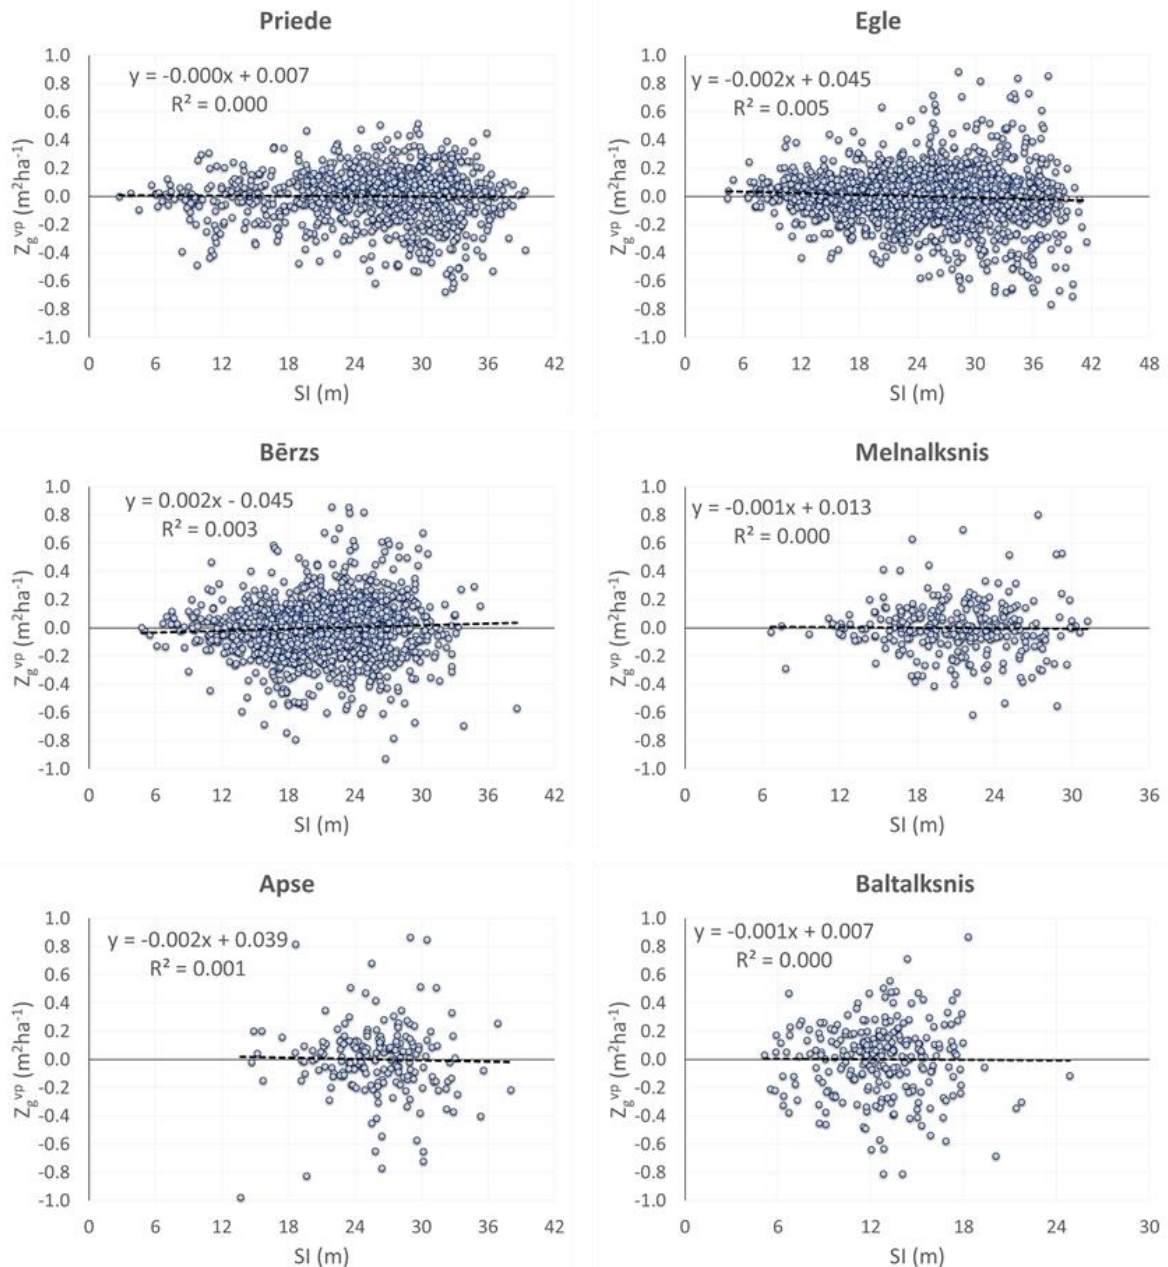 Priede
y = -0.000x + 0.007
R² = 0.000
1.0
0.8
0.6
0.4
0.2
0.0
-0.2
-0.4
-0.6
-0.8
-1.0
Zgᵛᵖ (m²ha⁻¹)
0 6 12 18 24 30 36 42
SI (m)
Egle
y = -0.002x + 0.045
R² = 0.005
1.0
0.8
0.6
0.4
0.2
0.0
-0.2
-0.4
-0.6
-0.8
-1.0
Zgᵛᵖ (m²ha⁻¹)
0 6 12 18 24 30 36 42 48
SI (m)
Bērzs
y = 0.002x - 0.045
R² = 0.003
1.0
0.8
0.6
0.4
0.2
0.0
-0.2
-0.4
-0.6
-0.8
-1.0
Zgᵛᵖ (m²ha⁻¹)
0 6 12 18 24 30 36 42
SI (m)
Melnalksnis
y = -0.001x + 0.013
R² = 0.000
1.0
0.8
0.6
0.4
0.2
0.0
-0.2
-0.4
-0.6
-0.8
-1.0
Zgᵛᵖ (m²ha⁻¹)
0 6 12 18 24 30 36
SI (m)
Apse
y = -0.002x + 0.039
R² = 0.001
1.0
0.8
0.6
0.4
0.2
0.0
-0.2
-0.4
-0.6
-0.8
-1.0
Zgᵛᵖ (m²ha⁻¹)
0 6 12 18 24 30 36 42
SI (m)
Baltalksnis
y = -0.001x + 0.007
R² = 0.000
1.0
0.8
0.6
0.4
0.2
0.0
-0.2
-0.4
-0.6
-0.8
-1.0
Zgᵛᵖ (m²ha⁻¹)
0 6 12 18 24 30
SI (m)